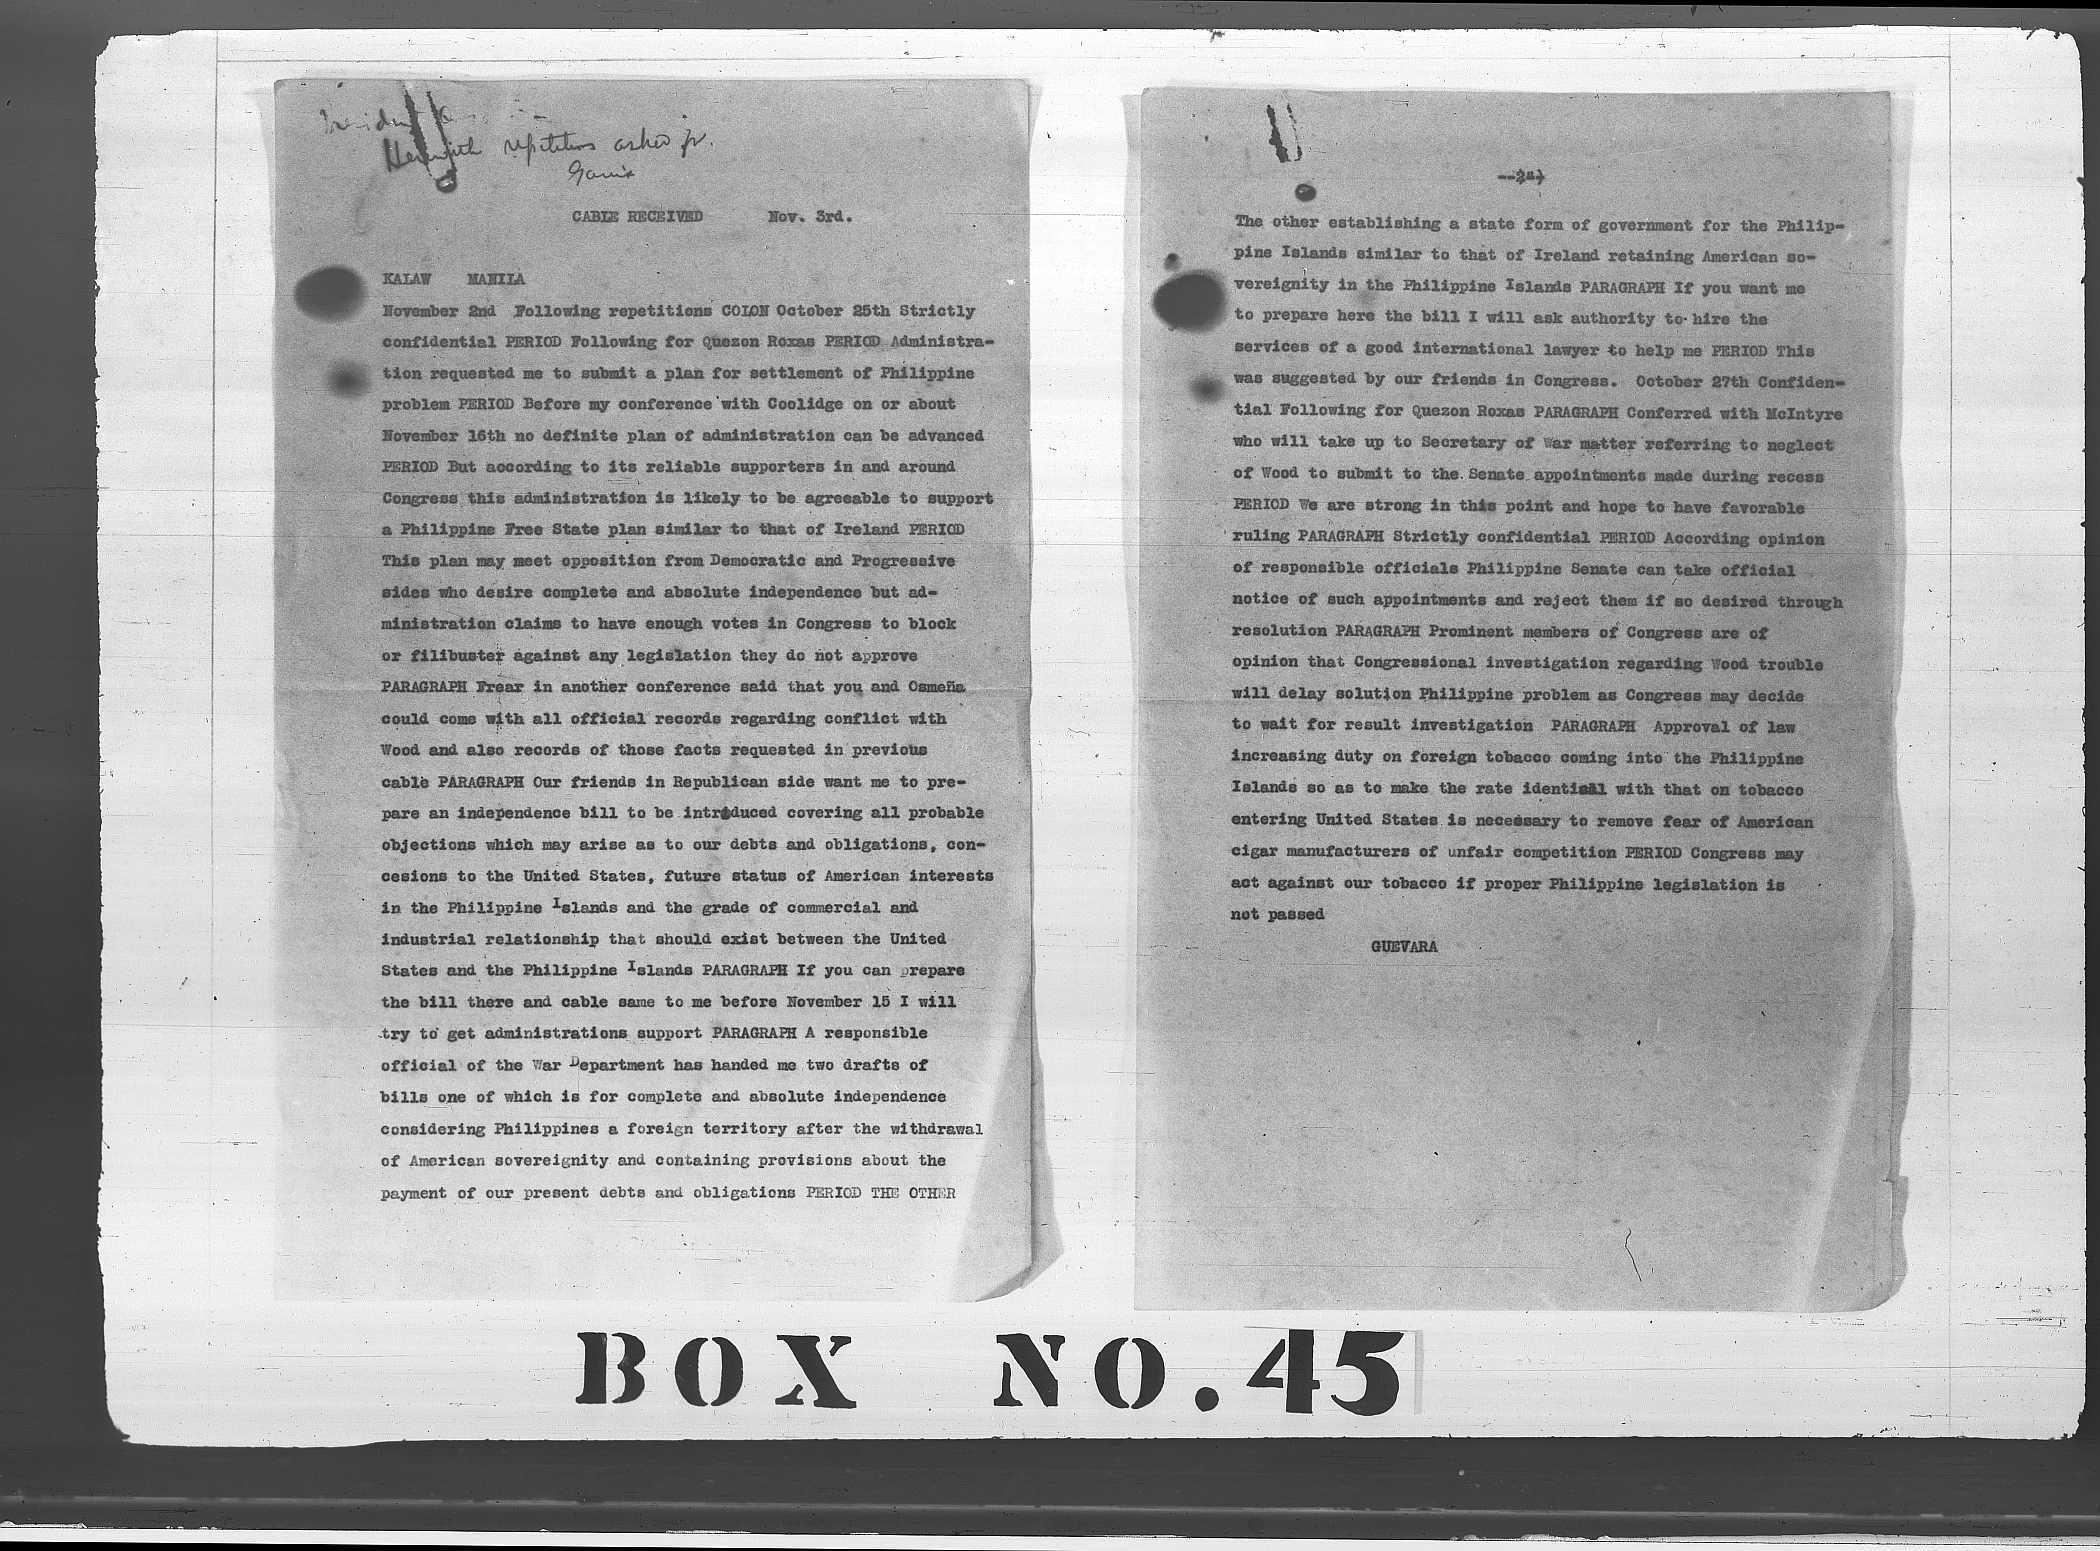 Herewith repetitions asked for.
CABLE RECEIVED Nov. 3rd.
KALAW MANILA
November 2nd Following repetitions COLON October 25th Strictly
confidential PERIOD Following for Quezon Roxas PERIOD Administra-
tion requested me to submit a plan for settlement of Philippine
problem PERIOD Before my conference with Coolidge on or about
November 16th no definite plan of administration can be advanced
PERIOD But according to its reliable supporters in and around
Congress this administration is likely to be agreeable to support
a Philippine Free State plan similar to that of Ireland PERIOD
This plan may meet opposition from Democratic and Progressive
sides who desire complete and absolute independence but ad-
ministration claims to have enough votes in Congress to block
or filibuster against any legislation they do not approve
PARAGRAPH Frear in another conference said that you and Osmeña
could come with all official records regarding conflict with
Wood and also records of those facts requested in previous
cable PARAGRAPH Our friends in Republican side want me to pre-
pare an independence bill to be introduced covering all probable
objections which may arise as to our debts and obligations, con-
cesions to the United States, future status of American interests
in the Philippine Islands and the grade of commercial and
industrial relationship that should exist between the United
States and the Philippine Islands PARAGRAPH If you can prepare
the bill there and cable same to me before November 15 I will
try to get administrations support PARAGRAPH A responsible
official of the War Department has handed me two drafts of
bills one of which is for complete and absolute independence
considering Philippines a foreign territory after the withdrawal
of American sovereignity and containing provisions about the
payment of our present debts and obligations PERIOD THE OTHER
The other establishing a state form of government for the Philip-
pine Islands similar to that of Ireland retaining American so-
vereignity in the Philippine Islands PARAGRAPH If you want me
to prepare here the bill I will ask authority to hire the
services of a good international lawyer to help me PERIOD This
was suggested by our friends in Congress. October 27th Confiden-
tial Following for Quezon Roxas PARAGRAPH Conferred with McIntyre
who will take up to Secretary of War matter referring to neglect
of Wood to submit to the Senate appointments made during recess
PERIOD We are strong in this point and hope to have favorable
ruling PARAGRAPH Strictly confidential PERIOD According opinion
of responsible officials Philippine Senate can take official
notice of such appointments and reject them if so desired through
resolution PARAGRAPH Prominent members of Congress are of
opinion that Congressional investigation regarding Wood trouble
will delay solution Philippine problem as Congress may decide
to wait for result investigation PARAGRAPH Approval of law
increasing duty on foreign tobacco coming into the Philippine
Islands so as to make the rate identical with that on tobacco
entering United States is necessary to remove fear of American
cigar manufacturers of unfair competition PERIOD Congress may
act against our tobacco if proper Philippine legislation is
not passed
GUEVARA
BOX NO. 45